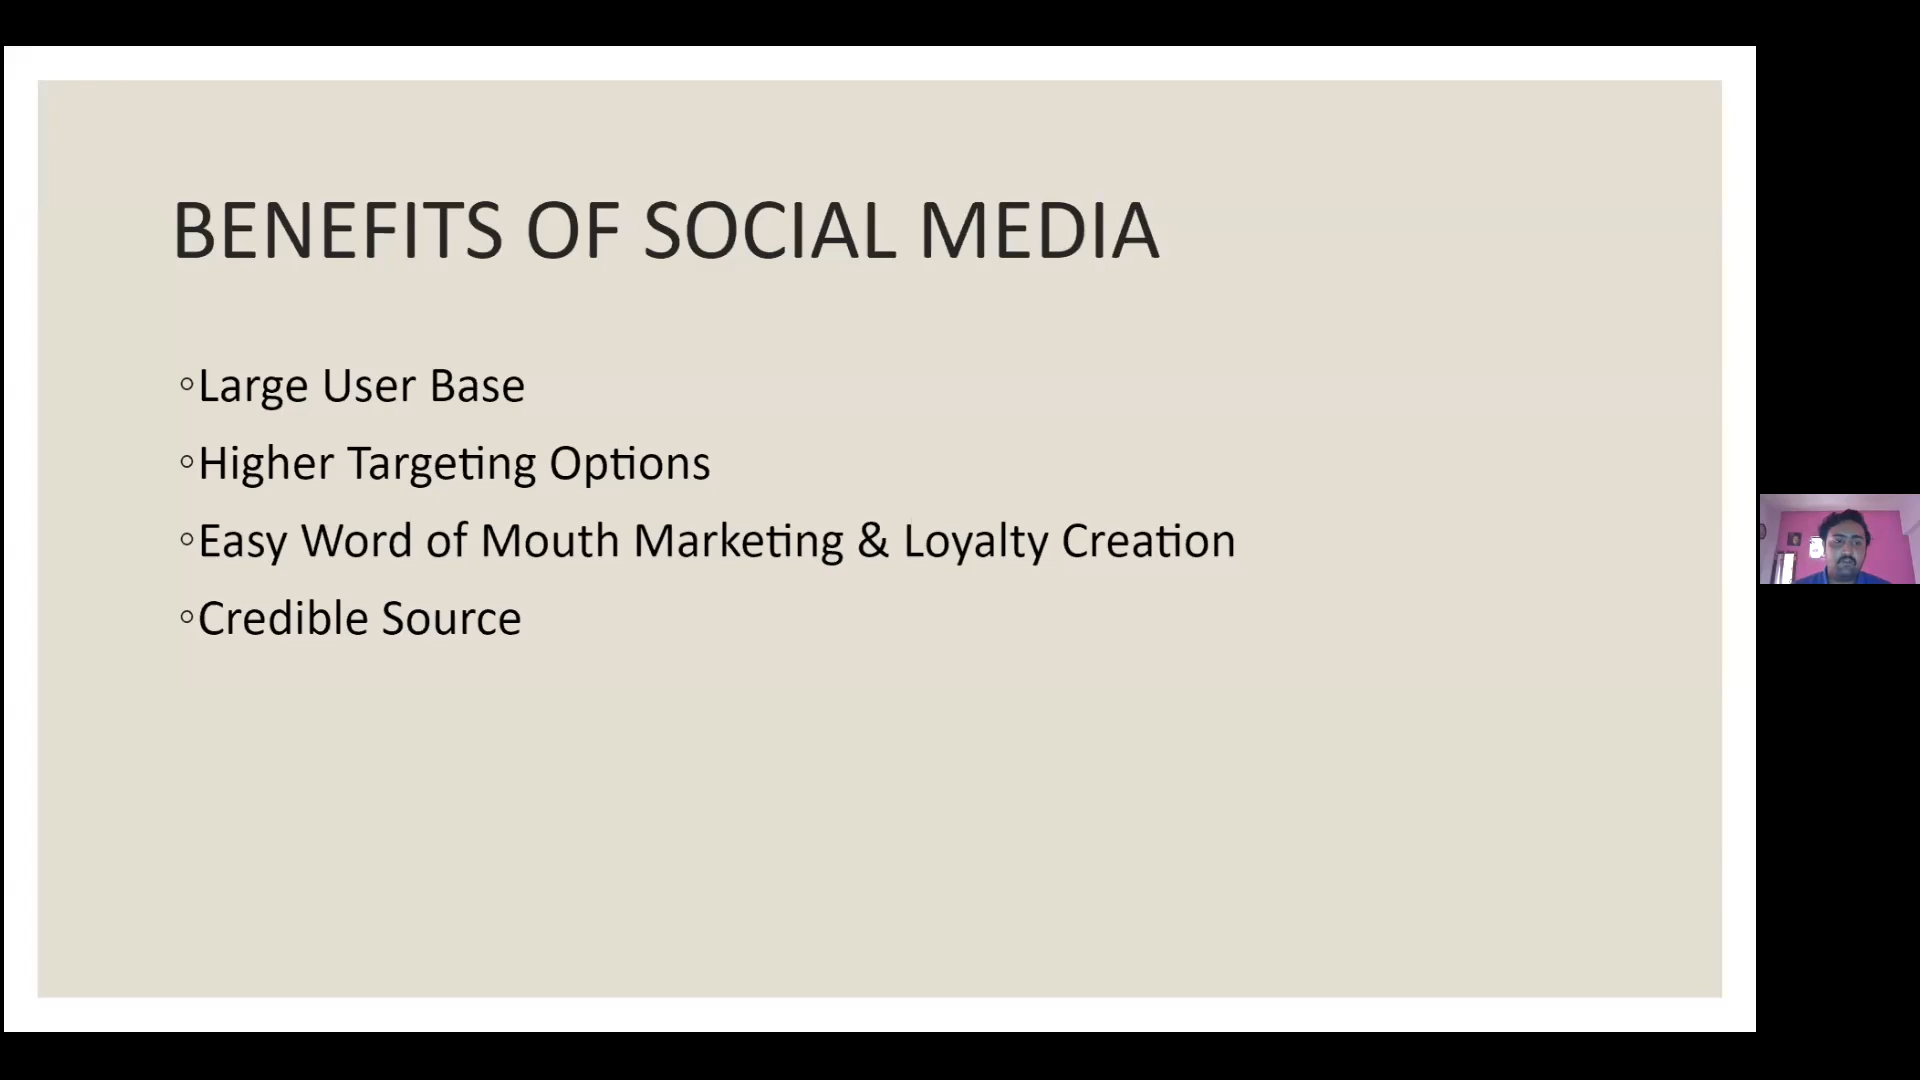 BENEFITS OF SOCIAL MEDIA
◦Large User Base
◦Higher Targeting Options
◦Easy Word of Mouth Marketing & Loyalty Creation
◦Credible Source